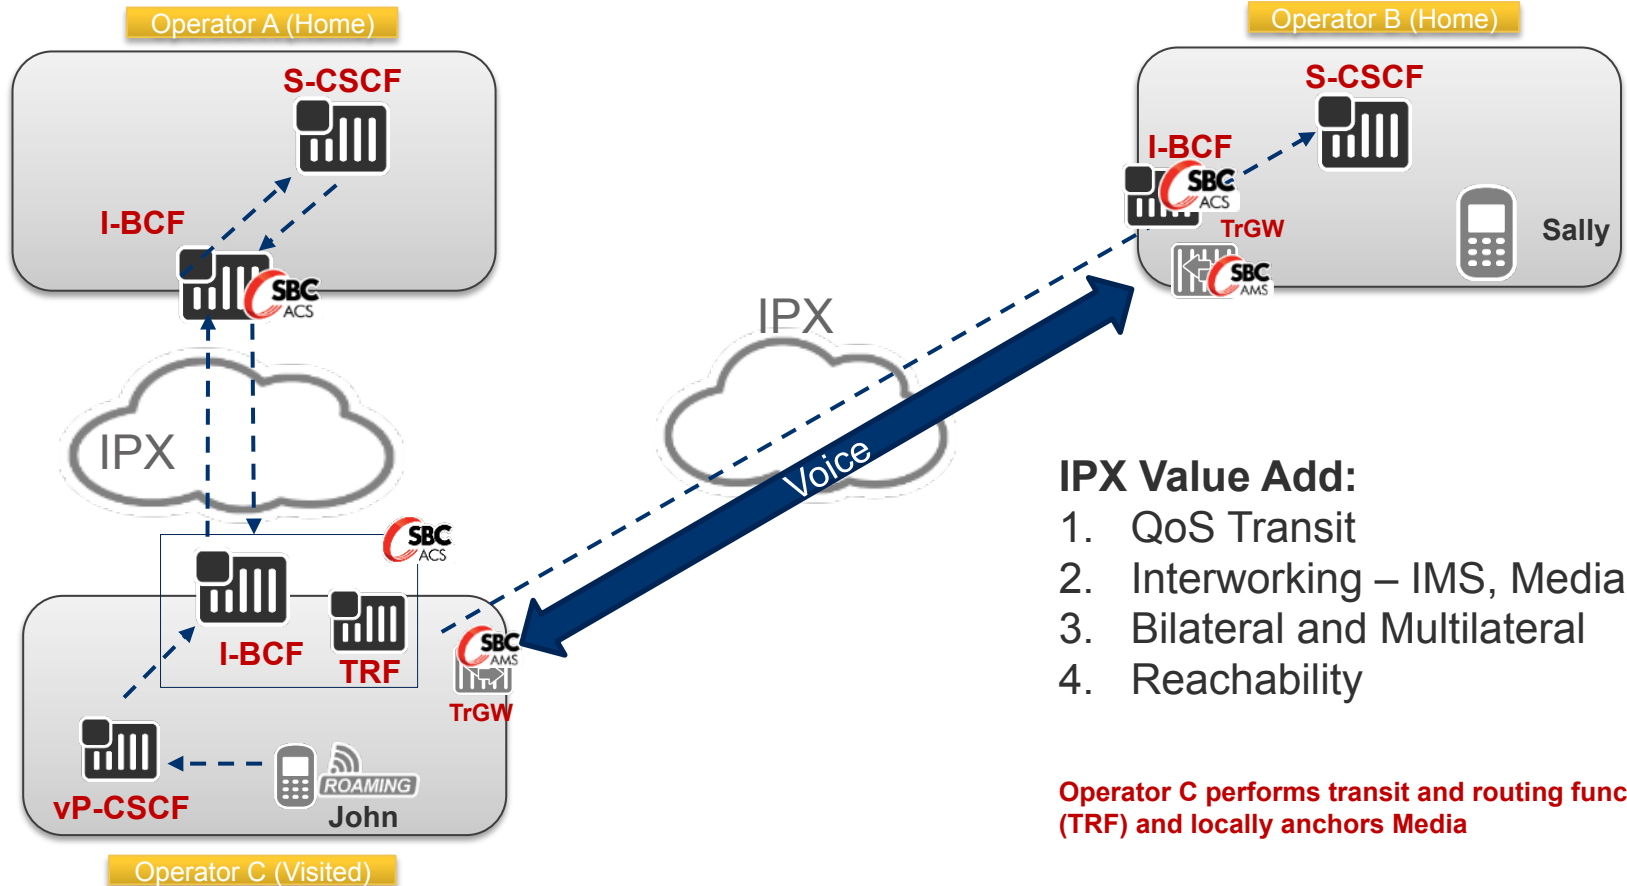 Operator A (Home)
S-CSCF
I-BCF
SBC
ACS
IPX
SBC
ACS
I-BCF
TRF
SBC
AMS
TrGW
vP-CSCF
ROAMING
John
Operator C (Visited)
IPX
Voice
Operator B (Home)
S-CSCF
I-BCF
SBC
ACS
TrGW
SBC
AMS
Sally
IPX Value Add:
1. QoS Transit
2. Interworking – IMS, Media
3. Bilateral and Multilateral
4. Reachability
Operator C performs transit and routing func
(TRF) and locally anchors Media